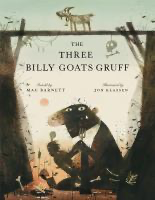 THE
THREE
BILLY GOATS GRUFF
Retold by
MAC BARNETT
Illustrated by
JON KLASSEN